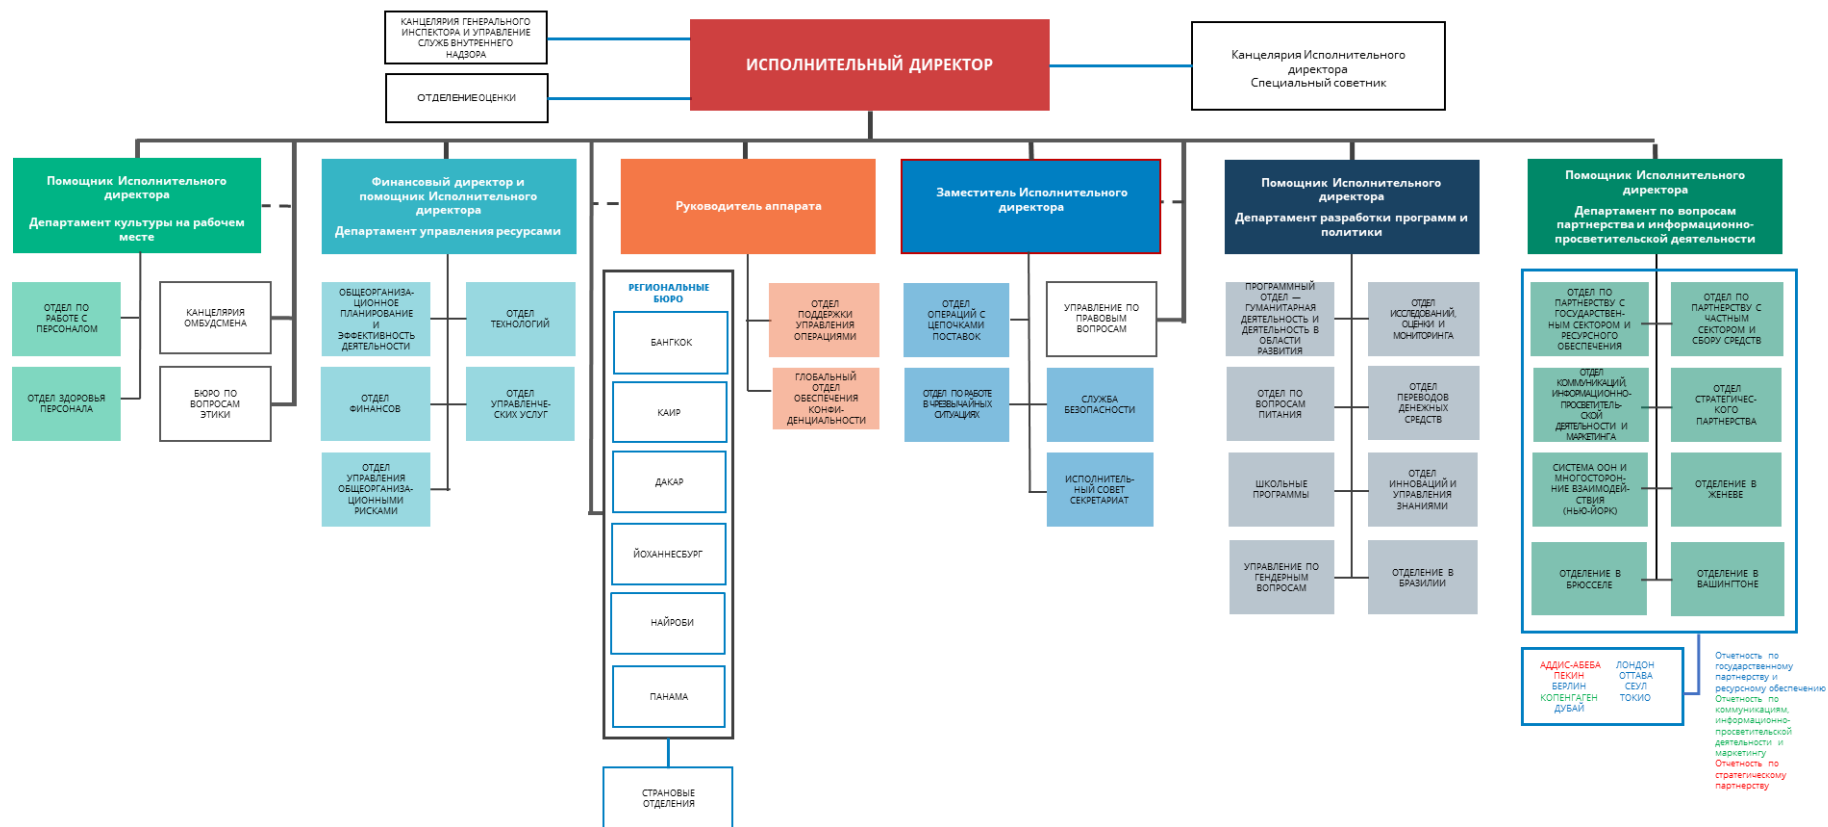 КАНЦЕЛЯРИЯ ГЕНЕРАЛЬНОГО
ИНСПЕКТОРА И УПРАВЛЕНИЕ
СЛУЖБ ВНУТРЕННЕГО
НАДЗОРА
ОТДЕЛЕНИЕ ОЦЕНКИ
ИСПОЛНИТЕЛЬНЫЙ ДИРЕКТОР
Канцелярия Исполнительного
директора
Специальный советник
Помощник Исполнительного
директора
Департамент культуры на рабочем
месте
Финансовый директор и
помощник Исполнительного
директора
Департамент управления ресурсами
Руководитель аппарата
Заместитель Исполнительного
директора
Помощник Исполнительного
директора
Департамент разработки программ и
политики
Помощник Исполнительного
директора
Департамент по вопросам
партнерства и информационно-
просветительской деятельности
ОТДЕЛ ПО
РАБОТЕ С
ПЕРСОНАЛОМ
КАНЦЕЛЯРИЯ
ОМБУДСМЕНА
ОТДЕЛ ЗДОРОВЬЯ
ПЕРСОНАЛА
БЮРО ПО
ВОПРОСАМ
ЭТИКИ
ОБЩЕОРГАНИЗА-
ЦИОННОЕ
ПЛАНИРОВАНИЕ
И
ЭФФЕКТИВНОСТЬ
ДЕЯТЕЛЬНОСТИ
ОТДЕЛ
ТЕХНОЛОГИЙ
ОТДЕЛ
ФИНАНСОВ
ОТДЕЛ
УПРАВЛЕНЧЕ-
СКИХ УСЛУГ
ОТДЕЛ
УПРАВЛЕНИЯ
ОБЩЕОРГАНИЗА-
ЦИОННЫМИ
РИСКАМИ
РЕГИОНАЛЬНЫЕ
БЮРО
БАНГКОК
КАИР
ДАКАР
ЙОХАННЕСБУРГ
НАЙРОБИ
ПАНАМА
СТРАНОВЫЕ
ОТДЕЛЕНИЯ
ОТДЕЛ
ПОДДЕРЖКИ
УПРАВЛЕНИЯ
ОПЕРАЦИЯМИ
ГЛОБАЛЬНЫЙ
ОТДЕЛ
ОБЕСПЕЧЕНИЯ
КОНФИ-
ДЕНЦИАЛЬНОСТИ
ОТДЕЛ
ОПЕРАЦИЙ С
ЦЕПОЧКАМИ
ПОСТАВОК
УПРАВЛЕНИЕ ПО
ПРАВОВЫМ
ВОПРОСАМ
ОТДЕЛ ПО РАБОТЕ
В ЧРЕЗВЫЧАЙНЫХ
СИТУАЦИЯХ
СЛУЖБА
БЕЗОПАСНОСТИ
ИСПОЛНИТЕЛЬ-
НЫЙ СОВЕТ
СЕКРЕТАРИАТ
ПРОГРАММНЫЙ
ОТДЕЛ —
ГУМАНИТАРНАЯ
ДЕЯТЕЛЬНОСТЬ И
ДЕЯТЕЛЬНОСТЬ В
ОБЛАСТИ
РАЗВИТИЯ
ОТДЕЛ
ИССЛЕДОВАНИЙ,
ОЦЕНКИ И
МОНИТОРИНГА
ОТДЕЛ ПО
ВОПРОСАМ
ПИТАНИЯ
ОТДЕЛ
ПЕРЕВОДОВ
ДЕНЕЖНЫХ
СРЕДСТВ
ШКОЛЬНЫЕ
ПРОГРАММЫ
ОТДЕЛ
ИННОВАЦИЙ И
УПРАВЛЕНИЯ
ЗНАНИЯМИ
УПРАВЛЕНИЕ ПО
ГЕНДЕРНЫМ
ВОПРОСАМ
ОТДЕЛЕНИЕ В
БРАЗИЛИИ
ОТДЕЛ ПО
ПАРТНЕРСТВУ С
ГОСУДАРСТВЕН-
НЫМ СЕКТОРОМ И
РЕСУРСНОГО
ОБЕСПЕЧЕНИЯ
ОТДЕЛ ПО
ПАРТНЕРСТВУ С
ЧАСТНЫМ
СЕКТОРОМ И
СБОРУ СРЕДСТВ
ОТДЕЛ
КОММУНИКАЦИЙ,
ИНФОРМАЦИОННО-
ПРОСВЕТИТЕЛЬ-
СКОЙ
ДЕЯТЕЛЬНОСТИ И
МАРКЕТИНГА
ОТДЕЛ
СТРАТЕГИЧЕС-
КОГО
ПАРТНЕРСТВА
СИСТЕМА ООН И
МНОГОСТОРОН-
НИЕ ВЗАИМОДЕЙ-
СТВИЯ
(НЬЮ-ЙОРК)
ОТДЕЛЕНИЕ В
ЖЕНЕВЕ
ОТДЕЛЕНИЕ В
БРЮССЕЛЕ
ОТДЕЛЕНИЕ В
ВАШИНГТОНЕ
АДДИС-АБЕБА
ПЕКИН
БЕРЛИН
КОПЕНГАГЕН
ДУБАЙ
ЛОНДОН
ОТТАВА
СЕУЛ
ТОКИО
Отчетность по
государственному
партнерству и
ресурсному обеспечению
Отчетность по
коммуникациям,
информационно-
просветительской
деятельности и
маркетингу
Отчетность по
стратегическому
партнерству